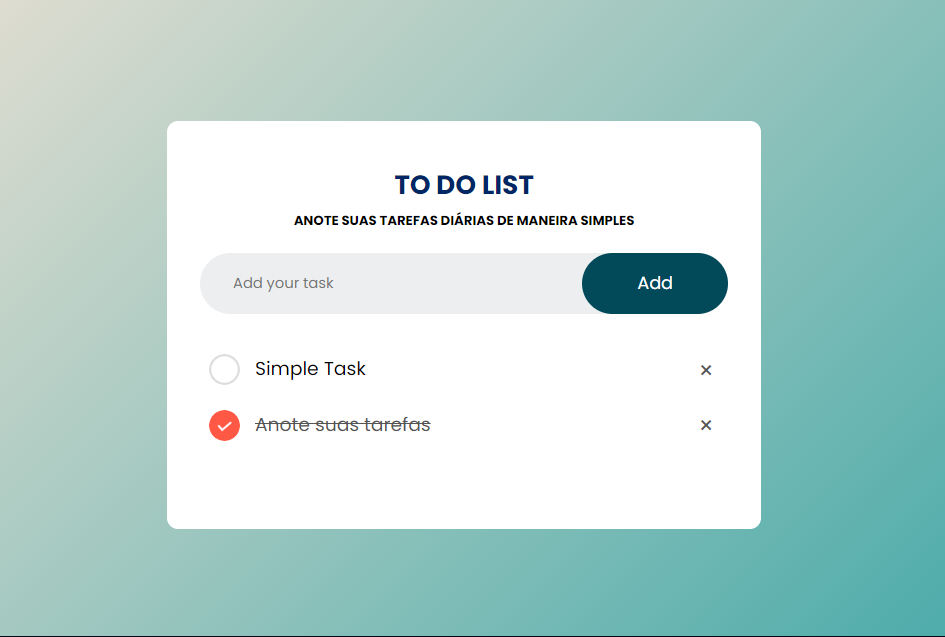 TO DO LIST
ANOTE SUAS TAREFAS DIÁRIAS DE MANEIRA SIMPLES
Add your task
Add
Simple Task
Anote suas tarefas